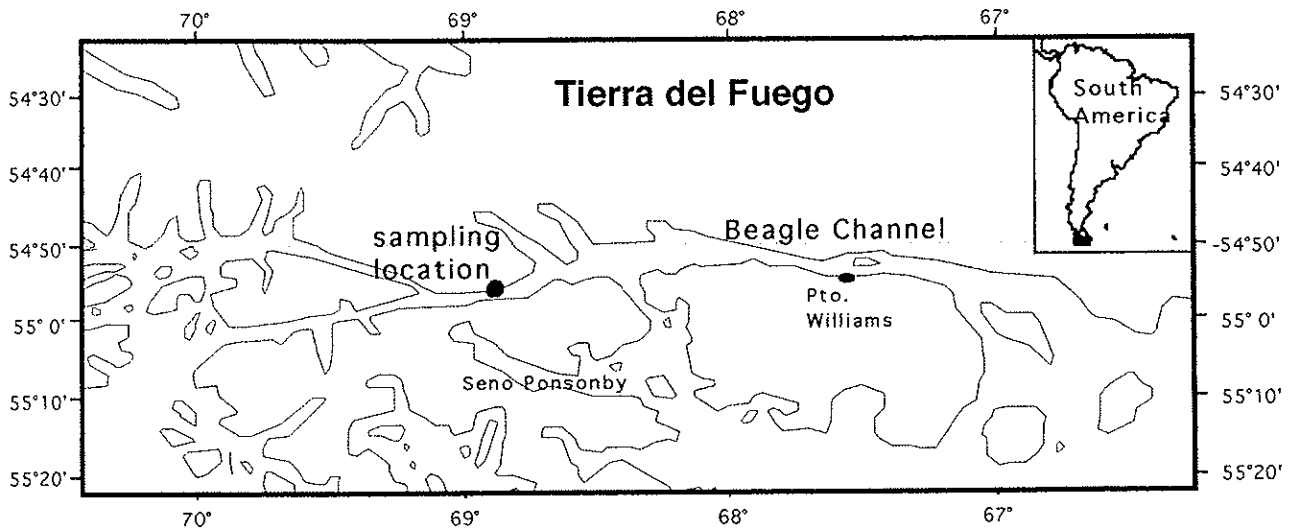 70°
69°
68°
67°
54°30'
54°40'
54°50'
55° 0'
55°10'
55°20'
Tierra del Fuego
South
America
54°30'
54°40'
54°50'
55° 0'
55°10'
55°20'
Beagle Channel
sampling
location
Pto.
Williams
Seno Ponsonby
70°
69°
68°
67°